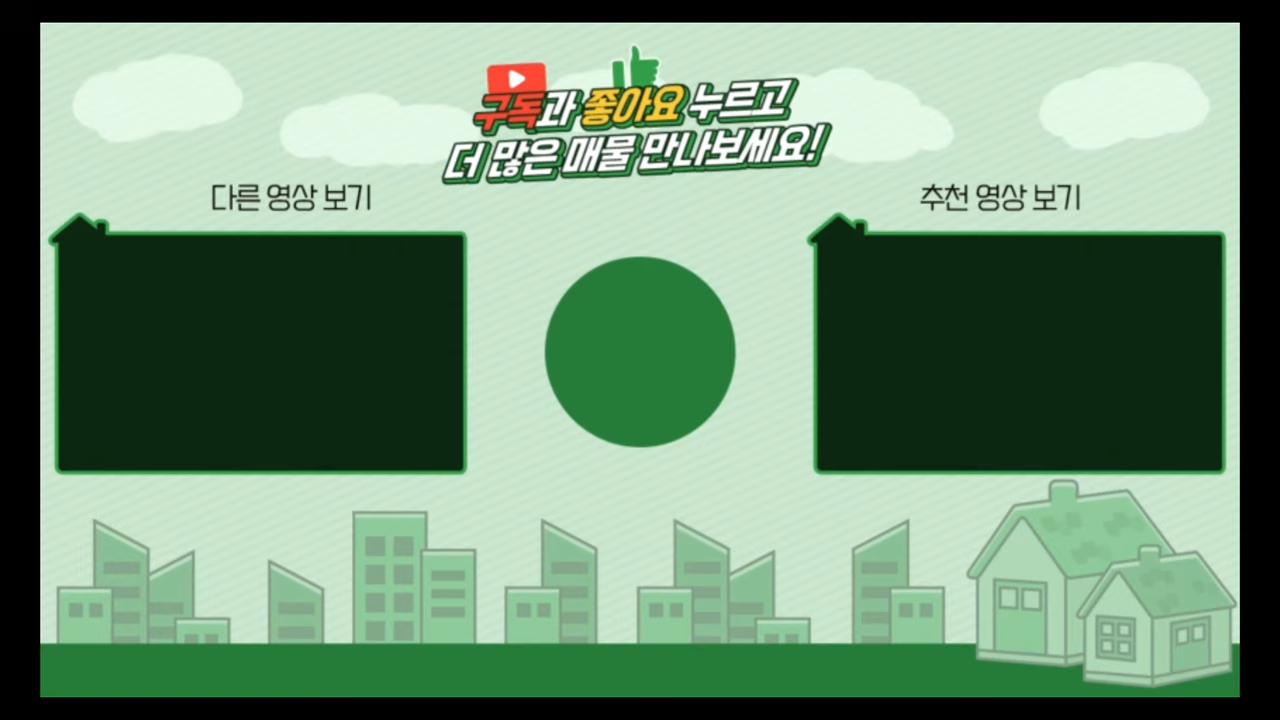 구독과 좋아요 누르고
더 많은 매물 만나보세요!
다른 영상 보기
추천 영상 보기